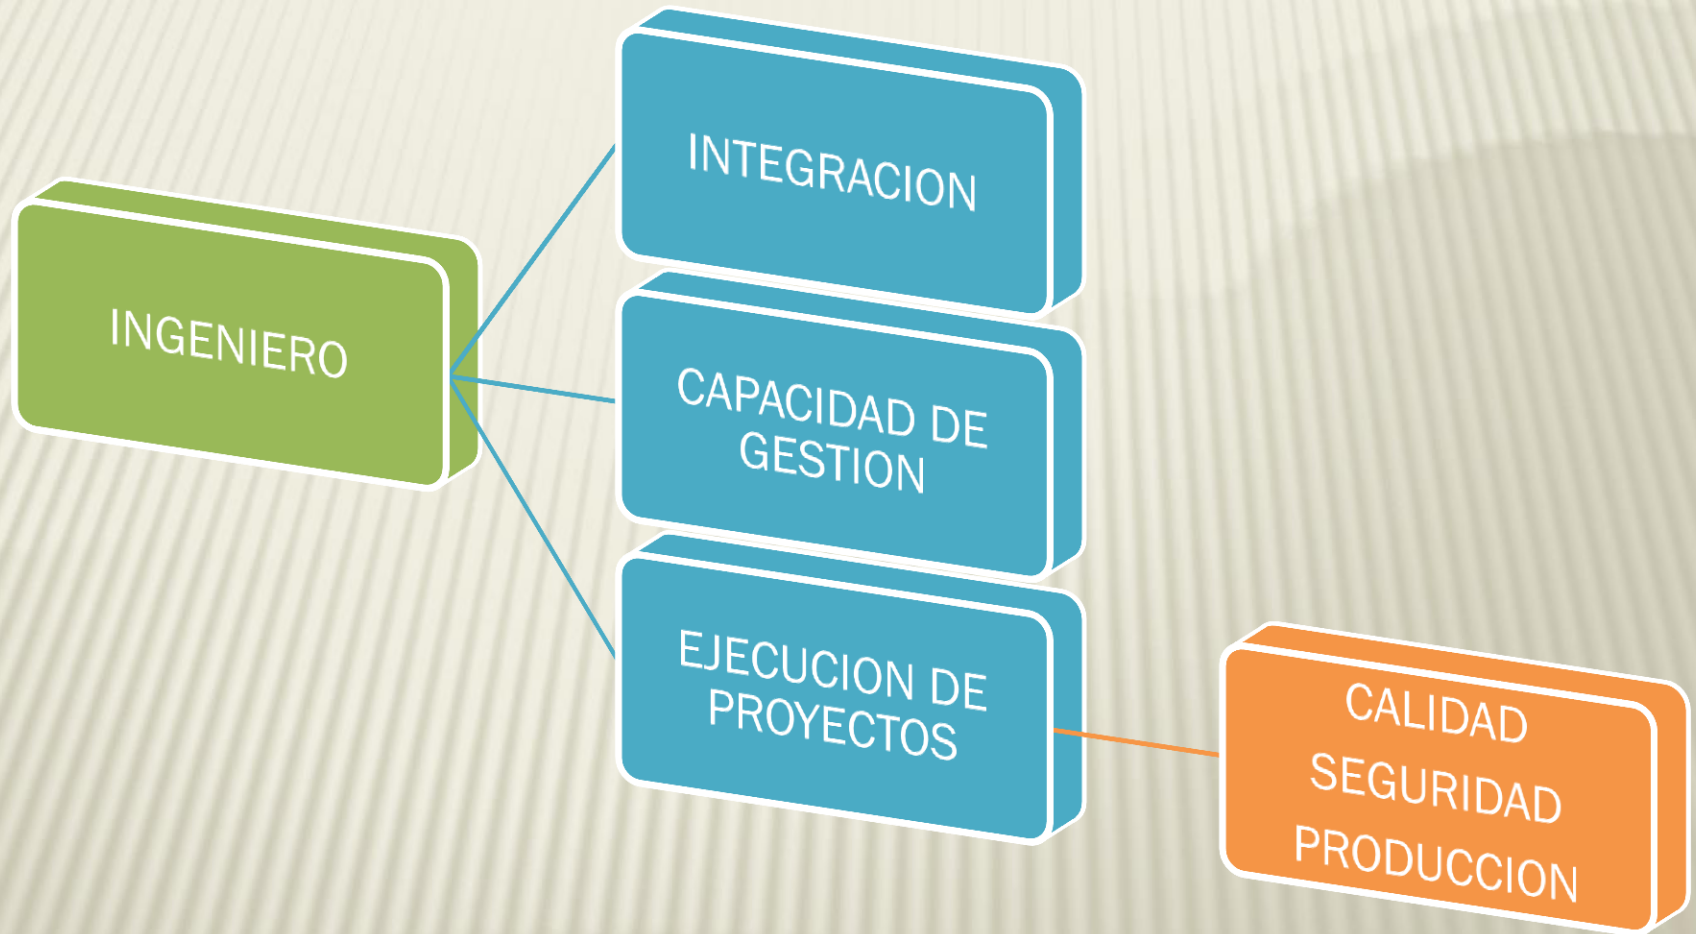 INGENIERO
INTEGRACION
CAPACIDAD DE
GESTION
EJECUCION DE
PROYECTOS
CALIDAD
SEGURIDAD
PRODUCCION